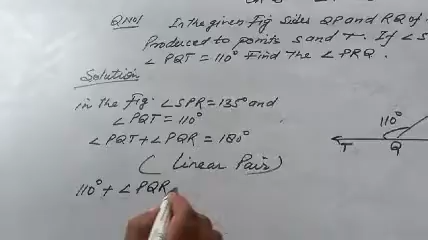 Q.No1 In the given Fig sides QP and RQ of
Produced to points S and T. If ∠S
∠PQT = 110° Find the ∠PRQ.
Solution
in the Fig: ∠SPR = 135° and
∠PQT = 110°
∠PQT + ∠PQR = 180°
( Linear Pair )
110° + ∠PQR
110°
T Q